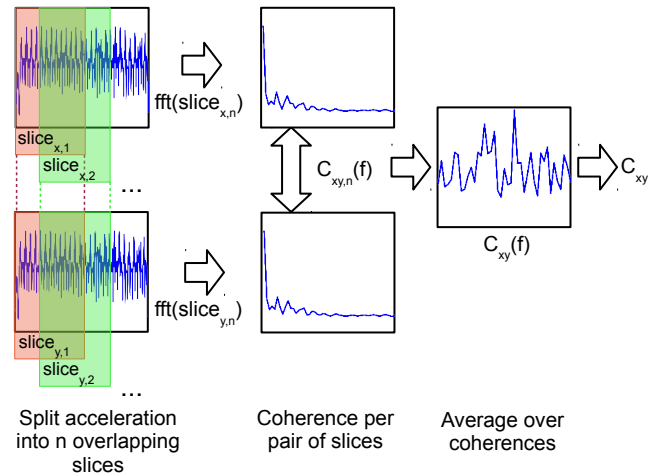 slice_x,1
slice_x,2
...
fft(slice_x,n)
C_xy,n(f)
C_xy(f)
C_xy
slice_y,1
slice_y,2
...
fft(slice_y,n)
Split acceleration
into n overlapping
slices
Coherence per
pair of slices
Average over
coherences